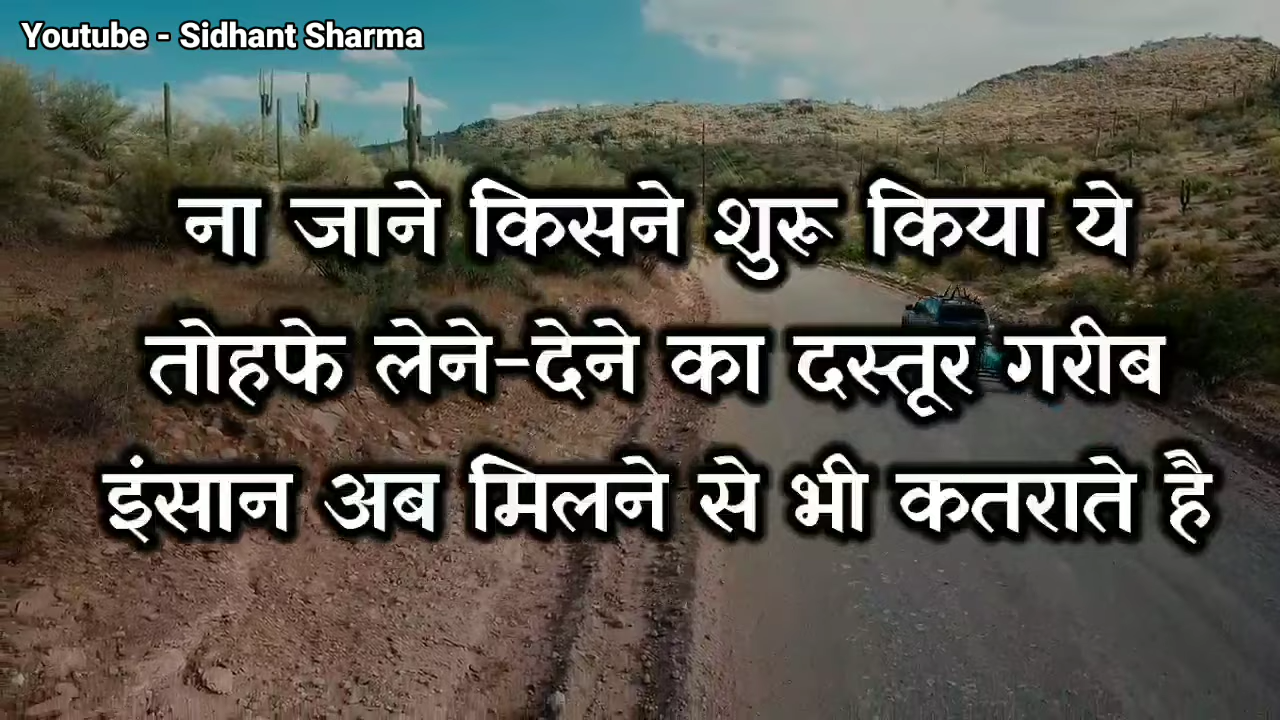 Youtube - Sidhant Sharma
ना जाने किसने शुरू किया ये
तोहफे लेने-देने का दस्तूर गरीब
इंसान अब मिलने से भी कतराते है